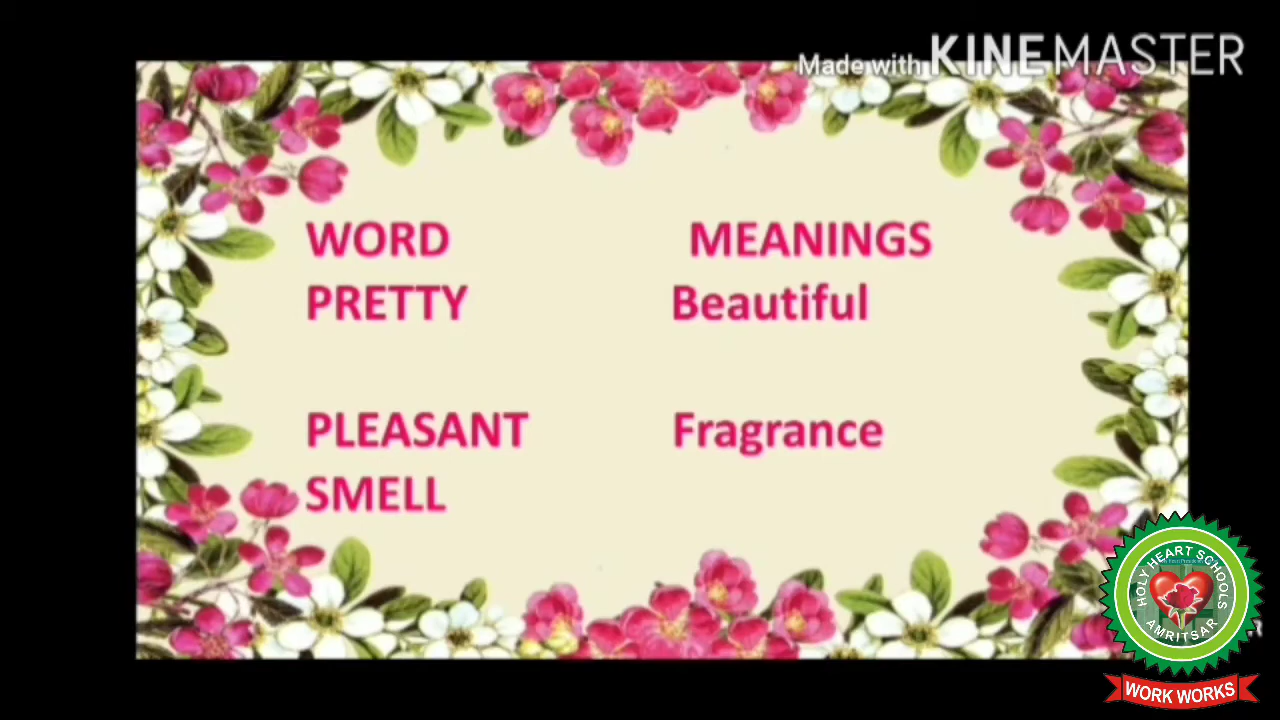 Made with KINEMASTER
WORD MEANINGS
PRETTY Beautiful
PLEASANT Fragrance
SMELL
HOLY HEART SCHOOLS
AMRITSAR
WORK WORKS